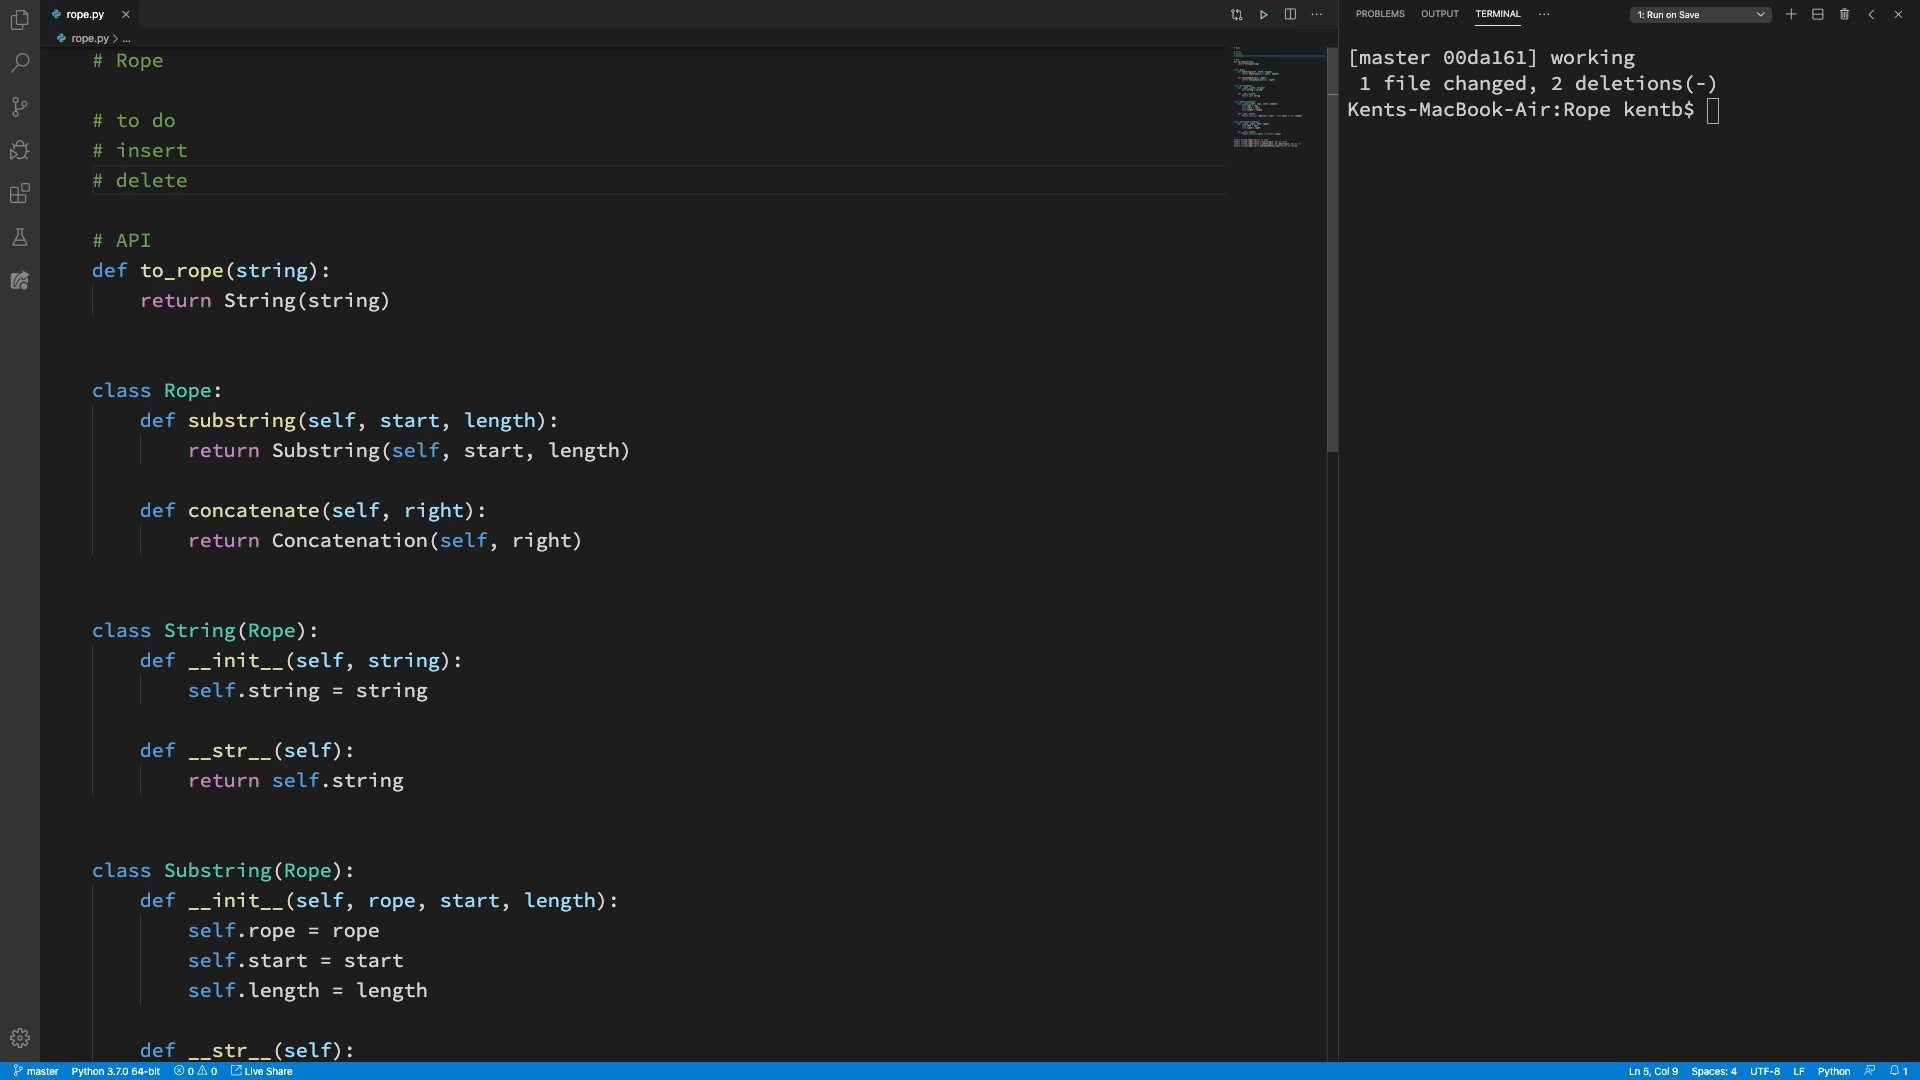 rope.py
PROBLEMS OUTPUT TERMINAL ... 1: Run on Save
rope.py > ...
# Rope
# to do
# insert
# delete
# API
def to_rope(string):
return String(string)
class Rope:
def substring(self, start, length):
return Substring(self, start, length)
def concatenate(self, right):
return Concatenation(self, right)
class String(Rope):
def __init__(self, string):
self.string = string
def __str__(self):
return self.string
class Substring(Rope):
def __init__(self, rope, start, length):
self.rope = rope
self.start = start
self.length = length
def __str__(self):
[master 00da161] working
1 file changed, 2 deletions(-)
Kents-MacBook-Air:Rope kentb$
master Python 3.7.0 64-bit 0 0 Live Share Ln 5, Col 9 Spaces: 4 UTF-8 LF Python 1